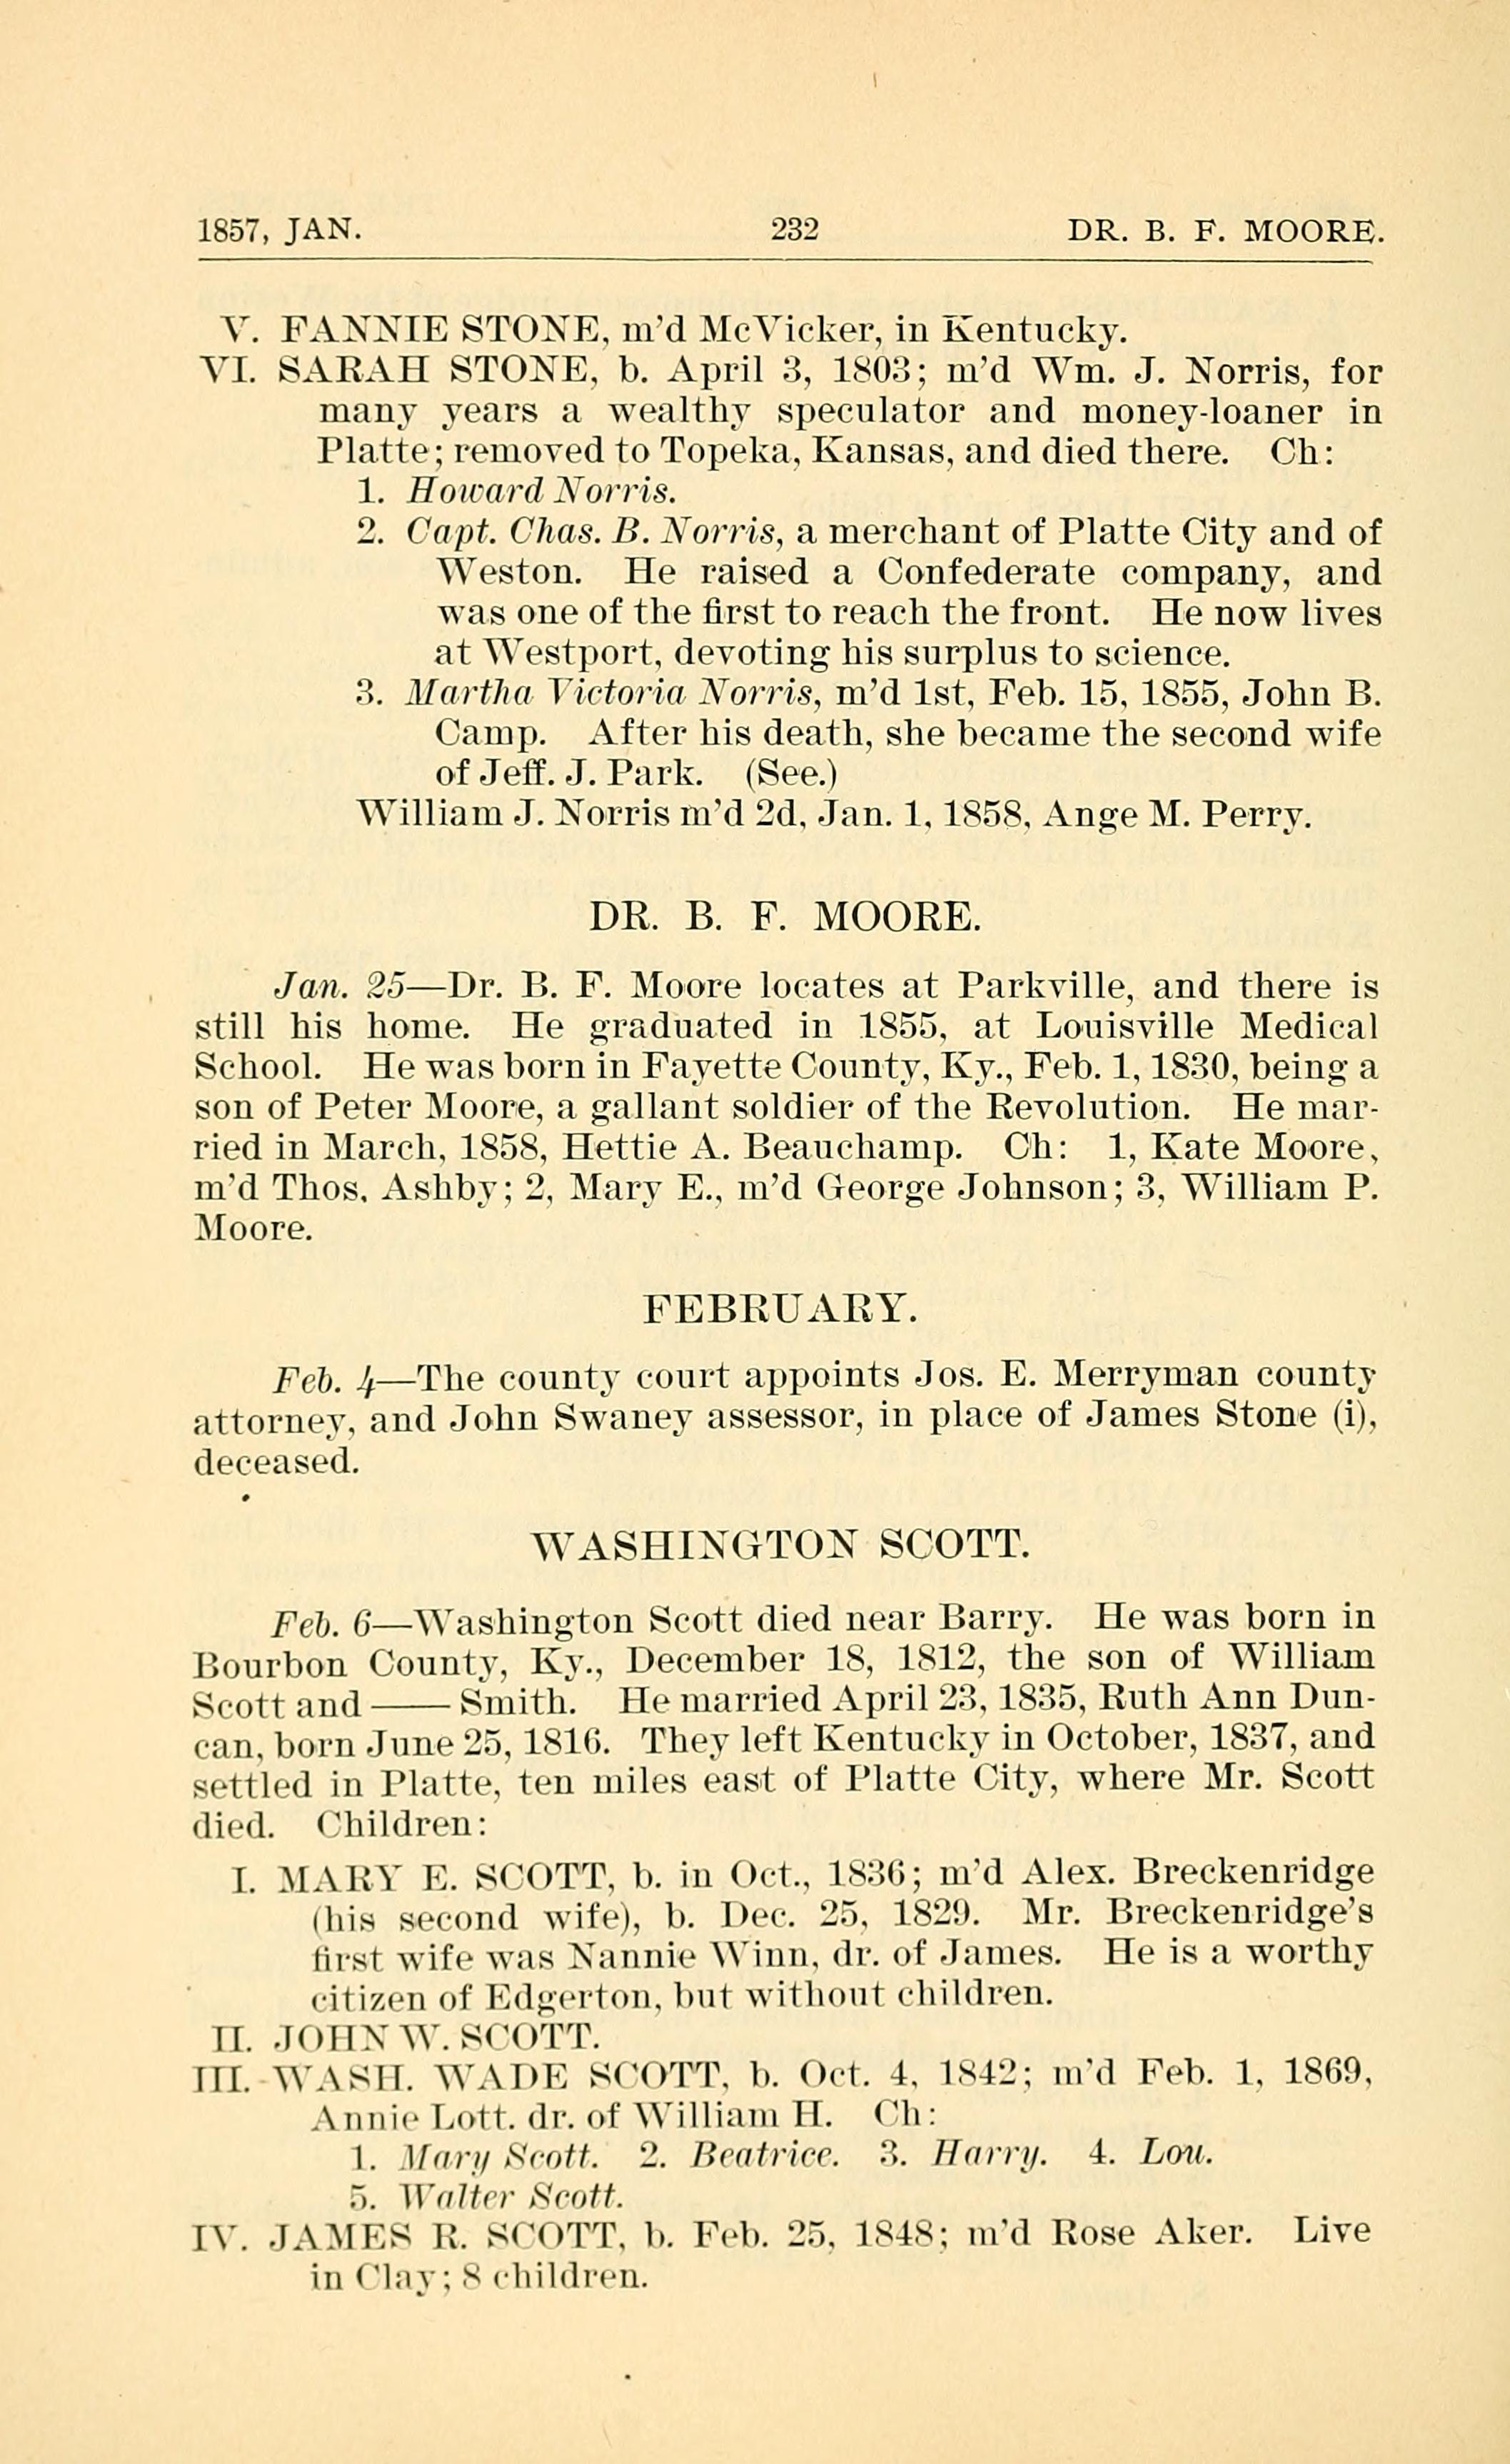 1857, JAN. 232 DR. B. F. MOORE.
V. FANNIE STONE, m'd McVicker, in Kentucky.
VI. SARAH STONE, b. April 3, 1803; m'd Wm. J. Norris, for
many years a wealthy speculator and money-loaner in
Platte; removed to Topeka, Kansas, and died there. Ch:
1. Howard Norris.
2. Capt. Chas. B. Norris, a merchant of Platte City and of
Weston. He raised a Confederate company, and
was one of the first to reach the front. He now lives
at Westport, devoting his surplus to science.
3. Martha Victoria Norris, m'd 1st, Feb. 15, 1855, John B.
Camp. After his death, she became the second wife
of Jeff. J. Park. (See.)
William J. Norris m'd 2d, Jan. 1, 1858, Ange M. Perry.
DR. B. F. MOORE.
Jan. 25—Dr. B. F. Moore locates at Parkville, and there is
still his home. He graduated in 1855, at Louisville Medical
School. He was born in Fayette County, Ky., Feb. 1, 1830, being a
son of Peter Moore, a gallant soldier of the Revolution. He mar-
ried in March, 1858, Hettie A. Beauchamp. Ch: 1, Kate Moore,
m'd Thos. Ashby; 2, Mary E., m'd George Johnson; 3, William P.
Moore.
FEBRUARY.
Feb. 4—The county court appoints Jos. E. Merryman county
attorney, and John Swaney assessor, in place of James Stone (i),
deceased.
WASHINGTON SCOTT.
Feb. 6—Washington Scott died near Barry. He was born in
Bourbon County, Ky., December 18, 1812, the son of William
Scott and —— Smith. He married April 23, 1835, Ruth Ann Dun-
can, born June 25, 1816. They left Kentucky in October, 1837, and
settled in Platte, ten miles east of Platte City, where Mr. Scott
died. Children:
I. MARY E. SCOTT, b. in Oct., 1836; m'd Alex. Breckenridge
(his second wife), b. Dec. 25, 1829. Mr. Breckenridge's
first wife was Nannie Winn, dr. of James. He is a worthy
citizen of Edgerton, but without children.
II. JOHN W. SCOTT.
III. WASH. WADE SCOTT, b. Oct. 4, 1842; m'd Feb. 1, 1869,
Annie Lott. dr. of William H. Ch:
1. Mary Scott. 2. Beatrice. 3. Harry. 4. Lou.
5. Walter Scott.
IV. JAMES R. SCOTT, b. Feb. 25, 1848; m'd Rose Aker. Live
in Clay; 8 children.